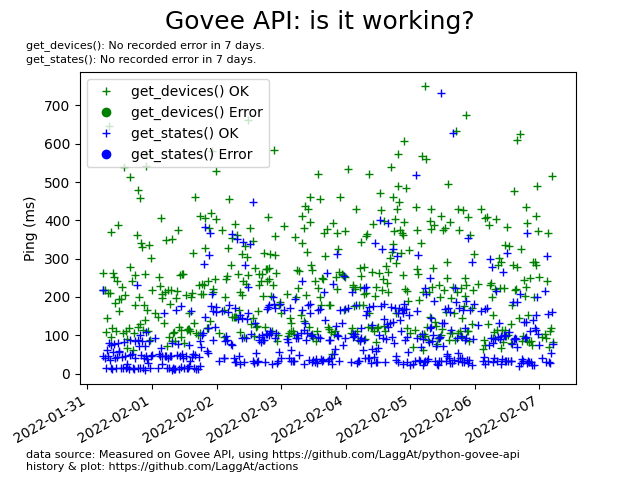 Govee API: is it working?
get_devices(): No recorded error in 7 days.
get_states(): No recorded error in 7 days.
get_devices() OK
get_devices() Error
get_states() OK
get_states() Error
Ping (ms)
700
600
500
400
300
200
100
0
2022-01-31
2022-02-01
2022-02-02
2022-02-03
2022-02-04
2022-02-05
2022-02-06
2022-02-07
data source: Measured on Govee API, using https://github.com/LaggAt/python-govee-api
history & plot: https://github.com/LaggAt/actions